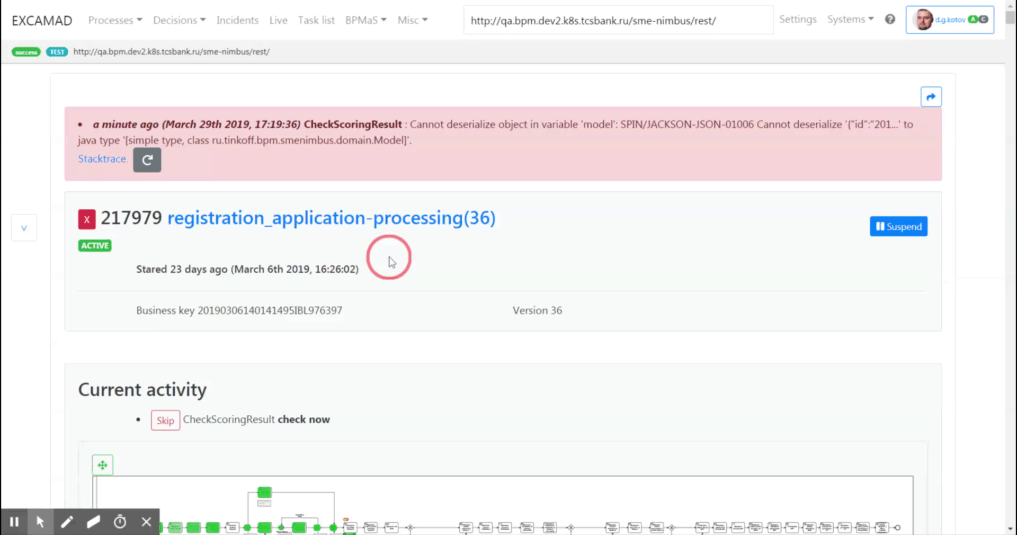 EXCAMAD Processes Decisions Incidents Live Task list BPMaS Misc http://qa.bpm.dev2.k8s.tcsbank.ru/sme-nimbus/rest/ Settings Systems ? d.g.kotov A C
success TEST http://qa.bpm.dev2.k8s.tcsbank.ru/sme-nimbus/rest/
• a minute ago (March 29th 2019, 17:19:36) CheckScoringResult : Cannot deserialize object in variable 'model': SPIN/JACKSON-JSON-01006 Cannot deserialize '{"id":"201...' to
java type '[simple type, class ru.tinkoff.bpm.smenimbus.domain.Model]'.
Stacktrace
v
X 217979 registration_application-processing(36)
Suspend
ACTIVE
Stared 23 days ago (March 6th 2019, 16:26:02)
Business key 20190306140141495IBL976397 Version 36
Current activity
• Skip CheckScoringResult check now